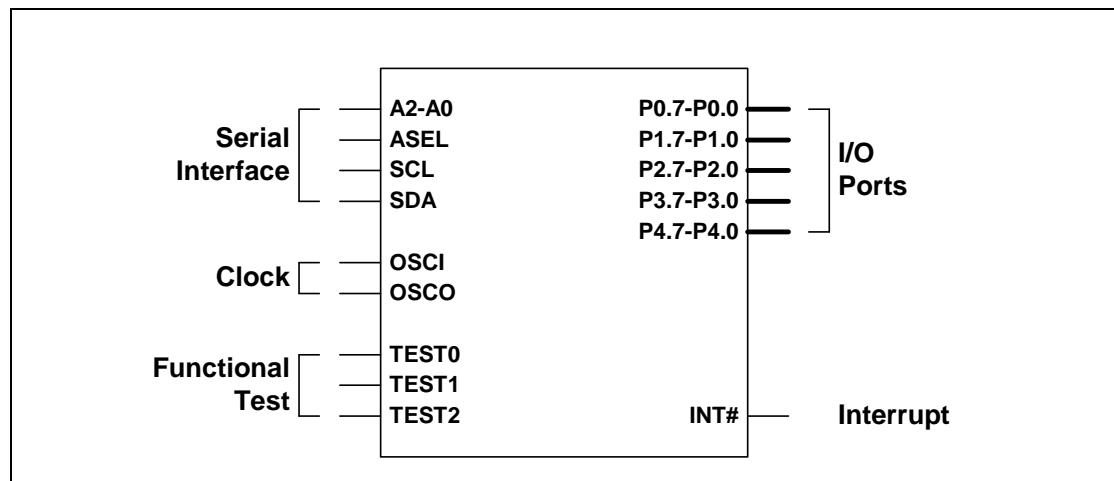 Serial
Interface
A2-A0
ASEL
SCL
SDA
Clock
OSCI
OSCO
Functional
Test
TEST0
TEST1
TEST2
P0.7-P0.0
P1.7-P1.0
P2.7-P2.0
P3.7-P3.0
P4.7-P4.0
I/O
Ports
INT#
Interrupt